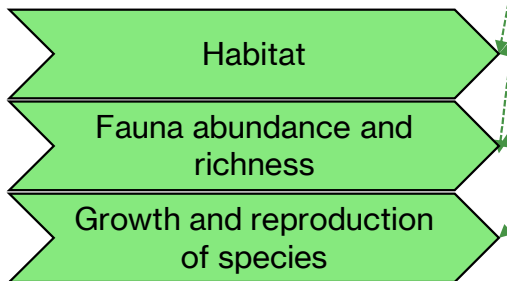 Habitat
Fauna abundance and
richness
Growth and reproduction
of species